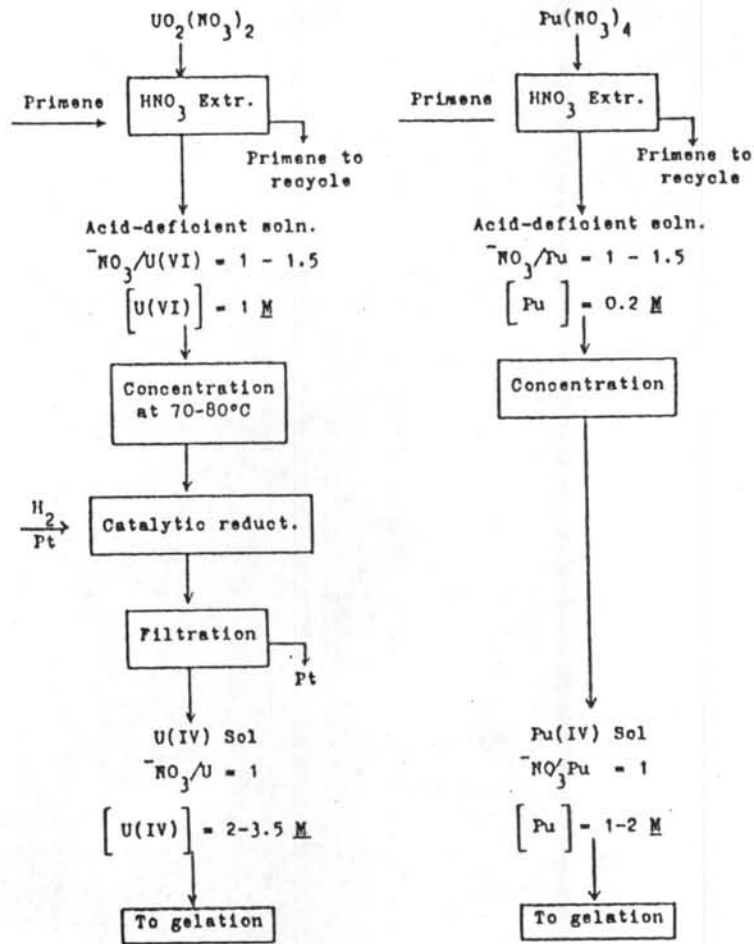 UO₂(NO₃)₂
Primene
HNO₃ Extr.
Primene to
recycle
Acid-deficient soln.
⁻NO₃/U(VI) = 1 - 1.5
[U(VI)] = 1 M
Concentration
at 70-80°C
H₂
Pt
Catalytic reduct.
Filtration
Pt
U(IV) Sol
⁻NO₃/U = 1
[U(IV)] = 2-3.5 M
To gelation
Pu(NO₃)₄
Primene
HNO₃ Extr.
Primene to
recycle
Acid-deficient soln.
⁻NO₃/Pu = 1 - 1.5
[Pu] = 0.2 M
Concentration
Pu(IV) Sol
⁻NO₃/Pu = 1
[Pu] = 1-2 M
To gelation